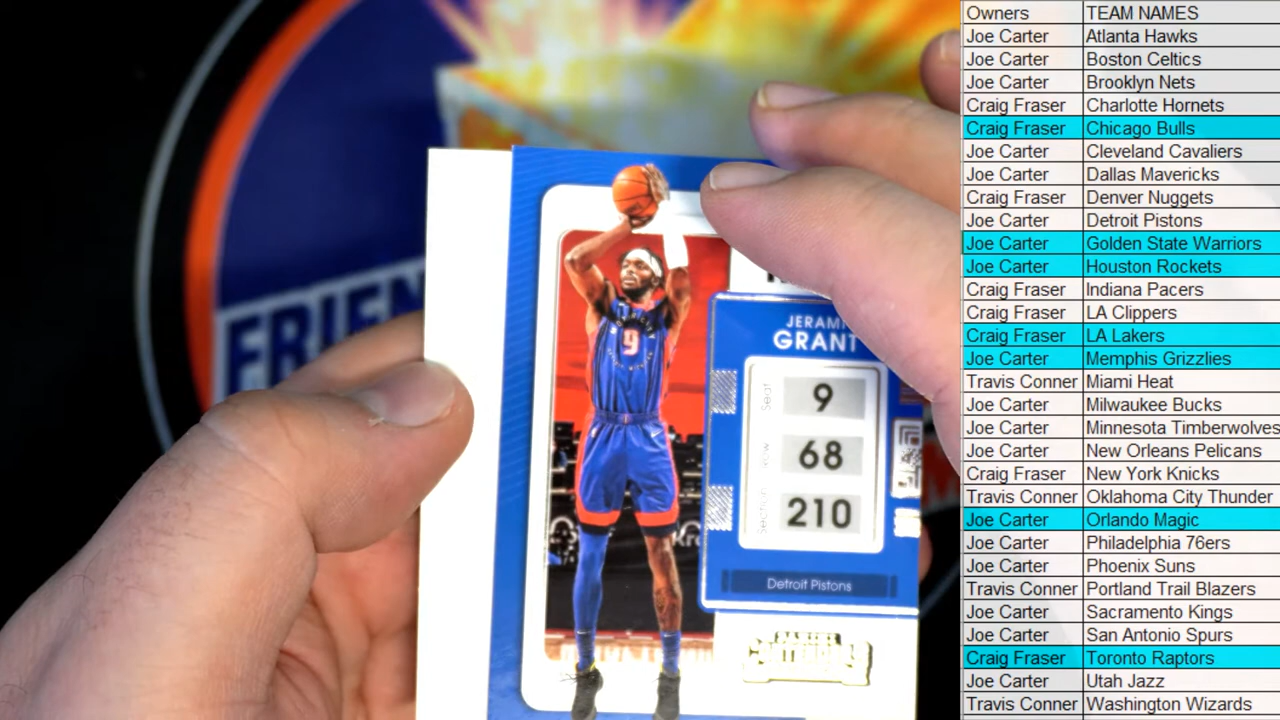 FRIEN
9
JERAMI
GRANT
Seat
9
Row
68
Section
210
Detroit Pistons
Owners TEAM NAMES
Joe Carter Atlanta Hawks
Joe Carter Boston Celtics
Joe Carter Brooklyn Nets
Craig Fraser Charlotte Hornets
Craig Fraser Chicago Bulls
Joe Carter Cleveland Cavaliers
Joe Carter Dallas Mavericks
Craig Fraser Denver Nuggets
Joe Carter Detroit Pistons
Joe Carter Golden State Warriors
Joe Carter Houston Rockets
Craig Fraser Indiana Pacers
Craig Fraser LA Clippers
Craig Fraser LA Lakers
Joe Carter Memphis Grizzlies
Travis Conner Miami Heat
Joe Carter Milwaukee Bucks
Joe Carter Minnesota Timberwolves
Joe Carter New Orleans Pelicans
Craig Fraser New York Knicks
Travis Conner Oklahoma City Thunder
Joe Carter Orlando Magic
Joe Carter Philadelphia 76ers
Joe Carter Phoenix Suns
Travis Conner Portland Trail Blazers
Joe Carter Sacramento Kings
Joe Carter San Antonio Spurs
Craig Fraser Toronto Raptors
Joe Carter Utah Jazz
Travis Conner Washington Wizards